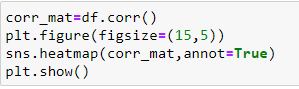 corr_mat=df.corr()
plt.figure(figsize=(15,5))
sns.heatmap(corr_mat,annot=True)
plt.show()